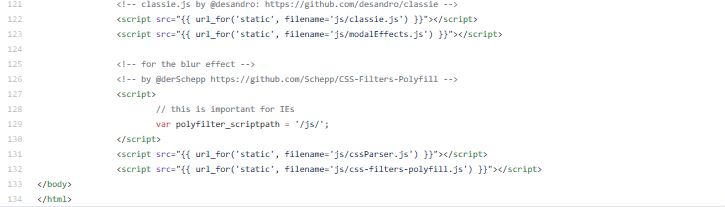 121 <!-- classie.js by @desandro: https://github.com/desandro/classie -->
122 <script src="{{ url_for('static', filename='js/classie.js') }}"></script>
123 <script src="{{ url_for('static', filename='js/modalEffects.js') }}"></script>
124
125 <!-- for the blur effect -->
126 <!-- by @derSchepp https://github.com/Schepp/CSS-Filters-Polyfill -->
127 <script>
128 // this is important for IEs
129 var polyfilter_scriptpath = '/js/';
130 </script>
131 <script src="{{ url_for('static', filename='js/cssParser.js') }}"></script>
132 <script src="{{ url_for('static', filename='js/css-filters-polyfill.js') }}"></script>
133 </body>
134 </html>